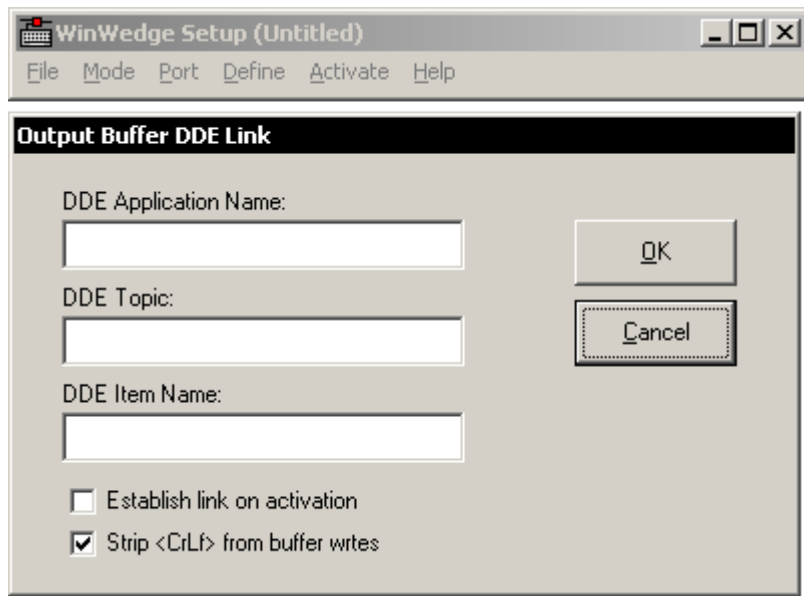 WinWedge Setup (Untitled)
File Mode Port Define Activate Help
Output Buffer DDE Link
DDE Application Name:
OK
DDE Topic:
Cancel
DDE Item Name:
Establish link on activation
Strip <CrLf> from buffer wrtes